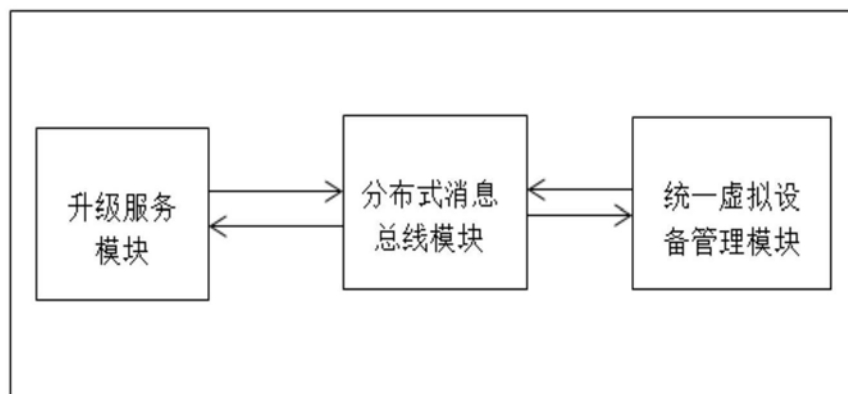 升级服务
模块
分布式消息
总线模块
统一虚拟设
备管理模块